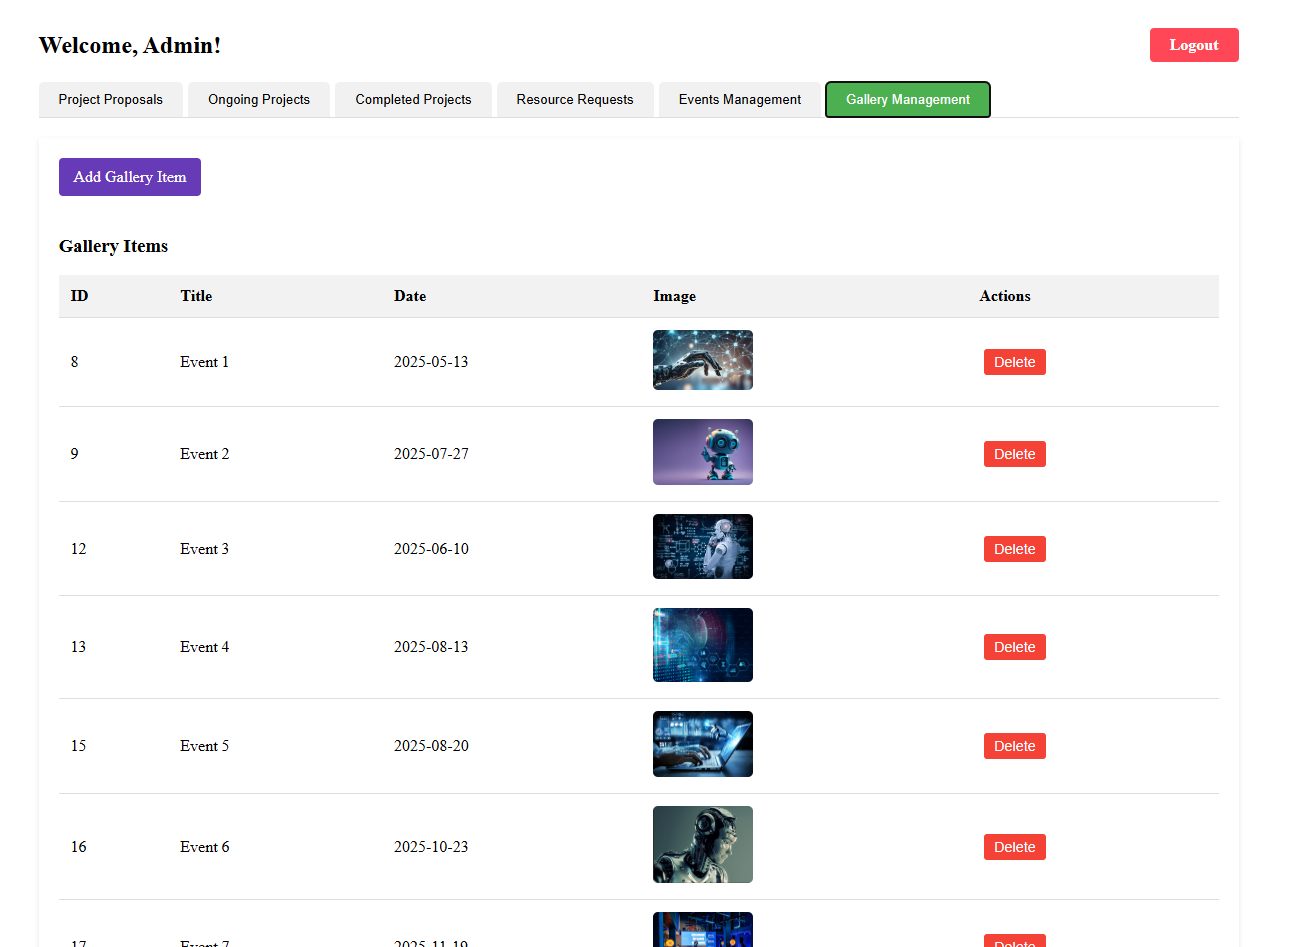 Welcome, Admin!
Logout
Project Proposals
Ongoing Projects
Completed Projects
Resource Requests
Events Management
Gallery Management
Add Gallery Item
Gallery Items
ID Title Date Image Actions
8 Event 1 2025-05-13 Delete
9 Event 2 2025-07-27 Delete
12 Event 3 2025-06-10 Delete
13 Event 4 2025-08-13 Delete
15 Event 5 2025-08-20 Delete
16 Event 6 2025-10-23 Delete
17 Event 7 2025-11-19 Delete